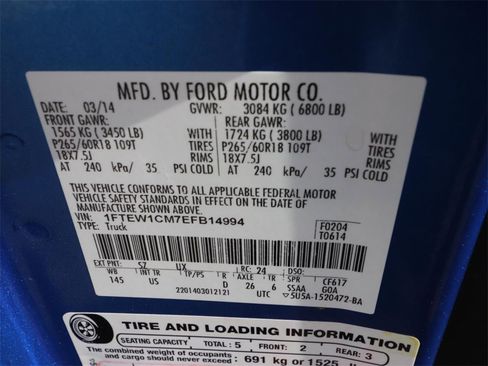 MFD. BY FORD MOTOR CO.
DATE: 03/14 GVWR: 3084 KG ( 6800 LB)
FRONT GAWR: REAR GAWR:
1565 KG ( 3450 LB) WITH 1724 KG ( 3800 LB) WITH
P265/60R18 109T TIRES P265/60R18 109T TIRES
18X7.5J RIMS 18X7.5J RIMS
AT 240 kPa/ 35 PSI COLD AT 240 kPa/ 35 PSI COLD
THIS VEHICLE CONFORMS TO ALL APPLICABLE FEDERAL MOTOR
VEHICLE SAFETY STANDARDS IN EFFECT ON THE DATE OF
MANUFACTURE SHOWN ABOVE.
VIN: 1FTEW1CM7EFB14994 F0204
TYPE: Truck T0614
EXT PNT: SZ UX RC: 24 DSO:
WB INT TR TP/PS R AXLE TR SPR CF617
145 US D 26 6 SSAA GOA
2201403012121 UTC ▽5U5A-1520472-BA
TIRE AND LOADING INFORMATION
SEATING CAPACITY TOTAL: 5 FRONT: 2 REAR: 3
The combined weight of occupants
and cargo should never exceed: 691 kg or 1525